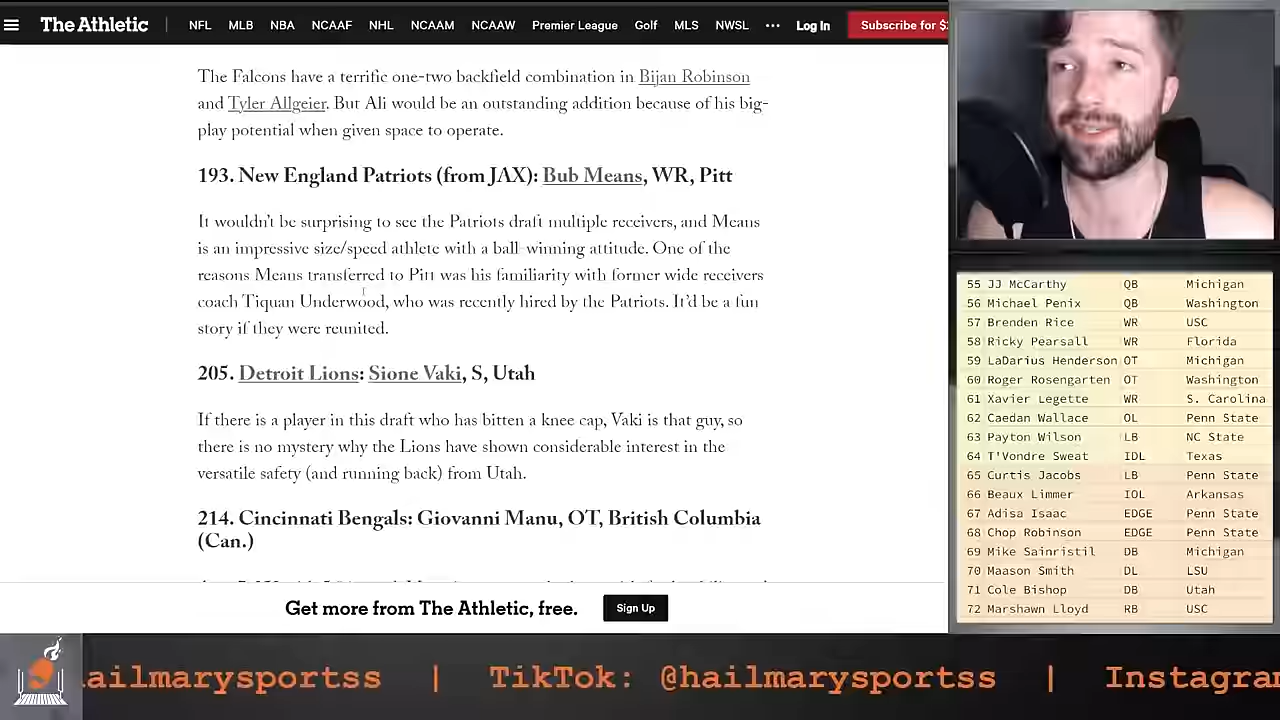 The Athletic
NFL
MLB
NBA
NCAAF
NHL
NCAAM
NCAAW
Premier League
Golf
MLS
NWSL
Log In
Subscribe for $
The Falcons have a terrific one-two backfield combination in Bijan Robinson
and Tyler Allgeier. But Ali would be an outstanding addition because of his big-
play potential when given space to operate.
193. New England Patriots (from JAX): Bub Means, WR, Pitt
It wouldn't be surprising to see the Patriots draft multiple receivers, and Means
is an impressive size/speed athlete with a ball-winning attitude. One of the
reasons Means transferred to Pitt was his familiarity with former wide receivers
coach Tiquan Underwood, who was recently hired by the Patriots. It'd be a fun
story if they were reunited.
205. Detroit Lions: Sione Vaki, S, Utah
If there is a player in this draft who has bitten a knee cap, Vaki is that guy, so
there is no mystery why the Lions have shown considerable interest in the
versatile safety (and running back) from Utah.
214. Cincinnati Bengals: Giovanni Manu, OT, British Columbia
(Can.)
Get more from The Athletic, free.
Sign Up
55 JJ McCarthy QB Michigan
56 Michael Penix QB Washington
57 Brenden Rice WR USC
58 Ricky Pearsall WR Florida
59 LaDarius Henderson OT Michigan
60 Roger Rosengarten OT Washington
61 Xavier Legette WR S. Carolina
62 Caedan Wallace OL Penn State
63 Payton Wilson LB NC State
64 T'Vondre Sweat IDL Texas
65 Curtis Jacobs LB Penn State
66 Beaux Limmer IOL Arkansas
67 Adisa Isaac EDGE Penn State
68 Chop Robinson EDGE Penn State
69 Mike Sainristil DB Michigan
70 Maason Smith DL LSU
71 Cole Bishop DB Utah
72 Marshawn Lloyd RB USC
ailmarysportss | TikTok: @hailmarysportss | Instagra